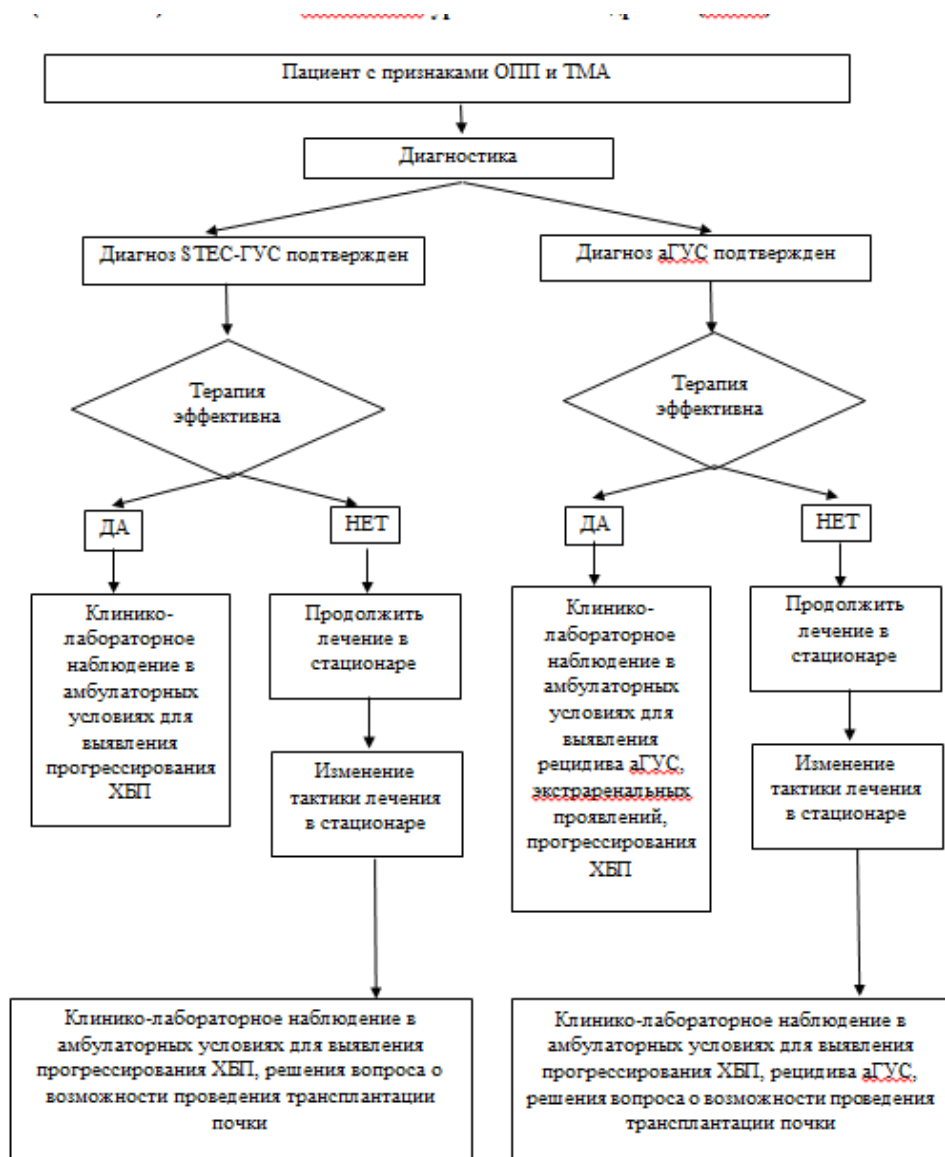 Пациент с признаками ОПП и ТМА
Диагностика
Диагноз STEC-ГУС подтвержден
Диагноз аГУС подтвержден
Терапия
эффективна
Терапия
эффективна
ДА
НЕТ
ДА
НЕТ
Клинико-
лабораторное
наблюдение в
амбулаторных
условиях для
выявления
прогрессирования
ХБП
Продолжить
лечение в
стационаре
Клинико-
лабораторное
наблюдение в
амбулаторных
условиях для
выявления
рецидива аГУС,
экстраренальных
проявлений,
прогрессирования
ХБП
Продолжить
лечение в
стационаре
Изменение
тактики лечения
в стационаре
Изменение
тактики лечения
в стационаре
Клинико-лабораторное наблюдение в
амбулаторных условиях для выявления
прогрессирования ХБП, решения вопроса о
возможности проведения трансплантации
почки
Клинико-лабораторное наблюдение в
амбулаторных условиях для выявления
прогрессирования ХБП, рецидива аГУС,
решения вопроса о возможности проведения
трансплантации почки